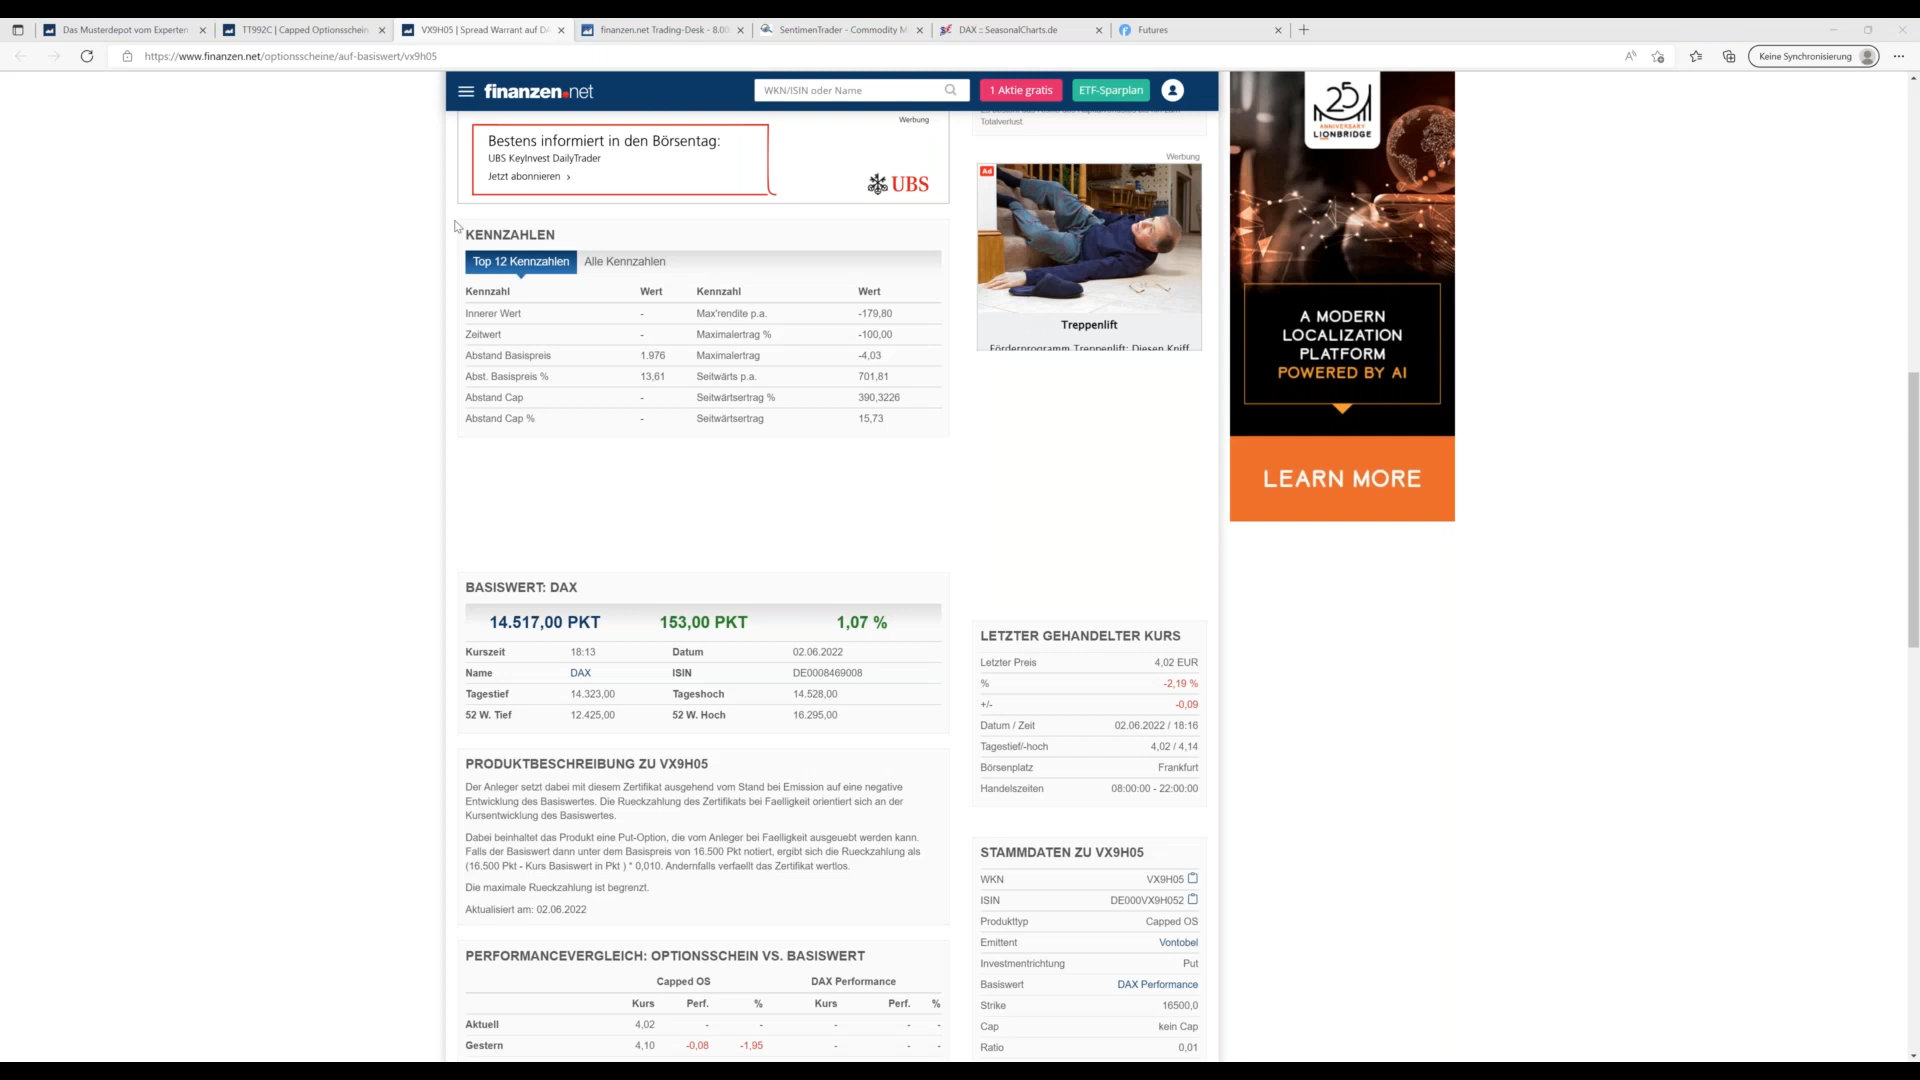 Das Musterdepot vom Experten
TT992C | Capped Optionsschein
VX9H05 | Spread Warrant auf DA
finanzen.net Trading-Desk - 8.00
SentimenTrader - Commodity M
DAX :: SeasonalCharts.de
Futures
https://www.finanzen.net/optionsscheine/auf-basiswert/vx9h05
Keine Synchronisierung
finanzen.net
WKN/ISIN oder Name
1 Aktie gratis
ETF-Sparplan
Werbung
Bestens informiert in den Börsentag:
UBS KeyInvest DailyTrader
Jetzt abonnieren ›
UBS
KENNZAHLEN
Top 12 Kennzahlen Alle Kennzahlen
Kennzahl Wert Kennzahl Wert
Innerer Wert - Max'rendite p.a. -179,80
Zeitwert - Maximalertrag % -100,00
Abstand Basispreis 1.976 Maximalertrag -4,03
Abst. Basispreis % 13,61 Seitwärts p.a. 701,81
Abstand Cap - Seitwärtsertrag % 390,3226
Abstand Cap % - Seitwärtsertrag 15,73
BASISWERT: DAX
14.517,00 PKT 153,00 PKT 1,07 %
Kurszeit 18:13 Datum 02.06.2022
Name DAX ISIN DE0008469008
Tagestief 14.323,00 Tageshoch 14.528,00
52 W. Tief 12.425,00 52 W. Hoch 16.295,00
PRODUKTBESCHREIBUNG ZU VX9H05
Der Anleger setzt dabei mit diesem Zertifikat ausgehend vom Stand bei Emission auf eine negative
Entwicklung des Basiswertes. Die Rueckzahlung des Zertifikats bei Faelligkeit orientiert sich an der
Kursentwicklung des Basiswertes.
Dabei beinhaltet das Produkt eine Put-Option, die vom Anleger bei Faelligkeit ausgeuebt werden kann.
Falls der Basiswert dann unter dem Basispreis von 16.500 Pkt notiert, ergibt sich die Rueckzahlung als
(16.500 Pkt - Kurs Basiswert in Pkt ) * 0,010. Andernfalls verfaellt das Zertifikat wertlos.
Die maximale Rueckzahlung ist begrenzt.
Aktualisiert am: 02.06.2022
PERFORMANCEVERGLEICH: OPTIONSSCHEIN VS. BASISWERT
Capped OS DAX Performance
Kurs Perf. % Kurs Perf. %
Aktuell 4,02 - - - - -
Gestern 4,10 -0,08 -1,95 - - -
Totalverlust.
Werbung
Ad
Treppenlift
Förderprogramm Treppenlift: Diesen Kniff
LETZTER GEHANDELTER KURS
Letzter Preis 4,02 EUR
% -2,19 %
+/- -0,09
Datum / Zeit 02.06.2022 / 18:16
Tagestief/-hoch 4,02 / 4,14
Börsenplatz Frankfurt
Handelszeiten 08:00:00 - 22:00:00
STAMMDATEN ZU VX9H05
WKN VX9H05
ISIN DE000VX9H052
Produkttyp Capped OS
Emittent Vontobel
Investmentrichtung Put
Basiswert DAX Performance
Strike 16500,0
Cap kein Cap
Ratio 0,01
25
ANNIVERSARY
LIONBRIDGE
A MODERN
LOCALIZATION
PLATFORM
POWERED BY AI
LEARN MORE